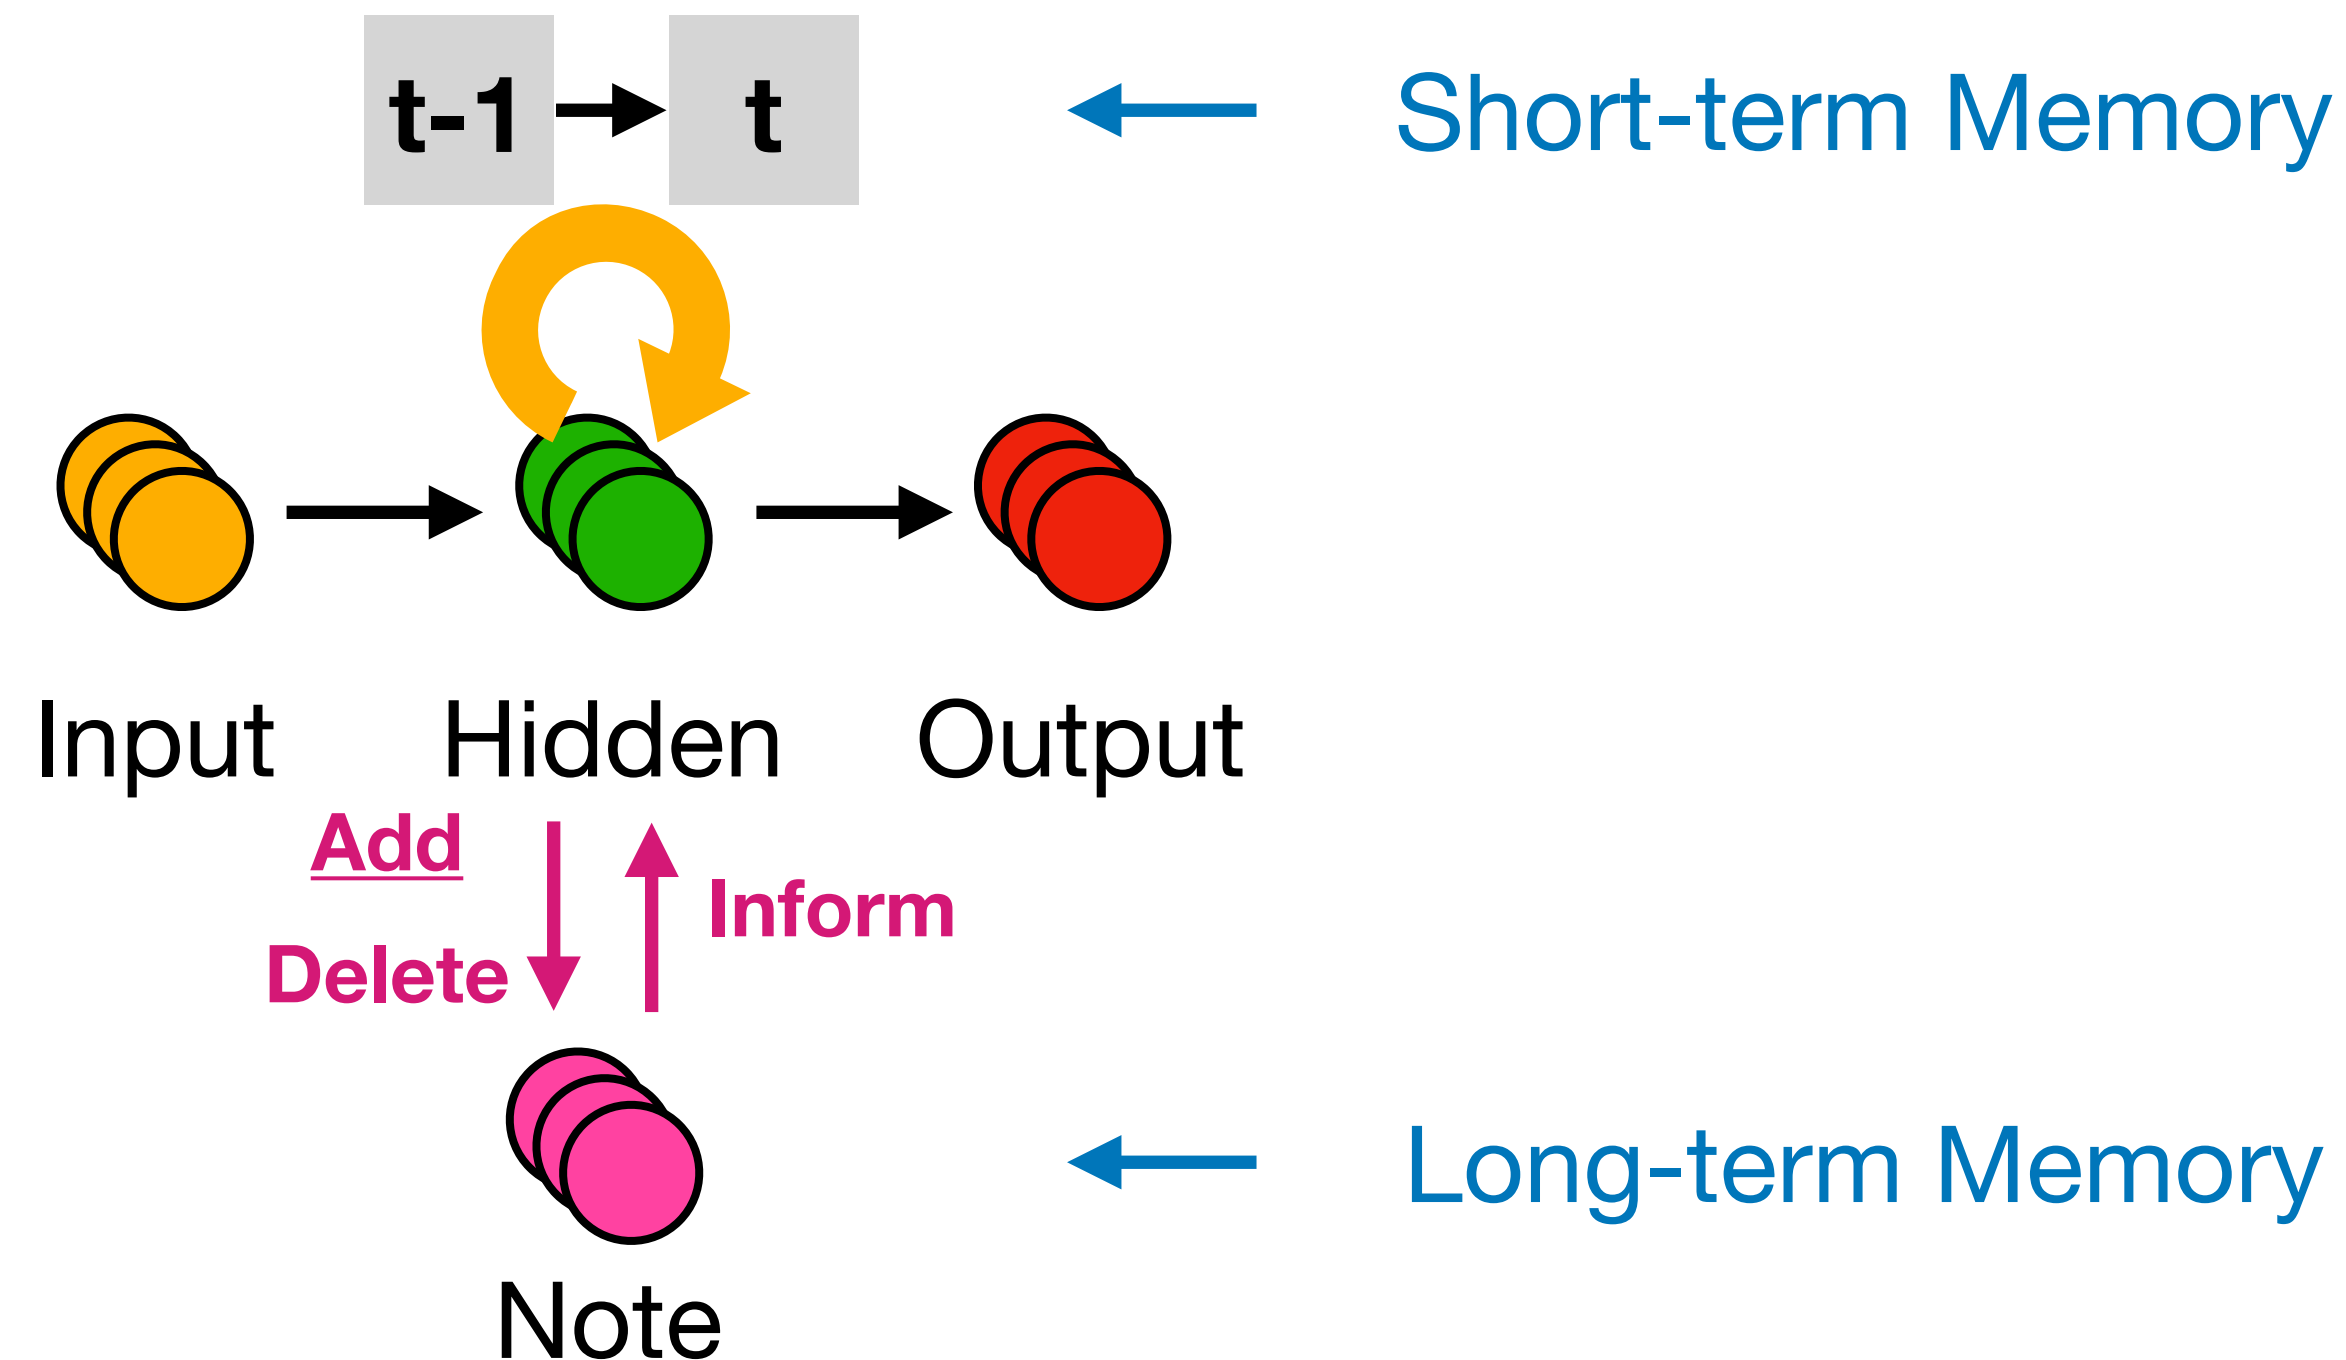 t-1
t
Short-term Memory
Input
Hidden
Output
Add
Inform
Delete
Long-term Memory
Note